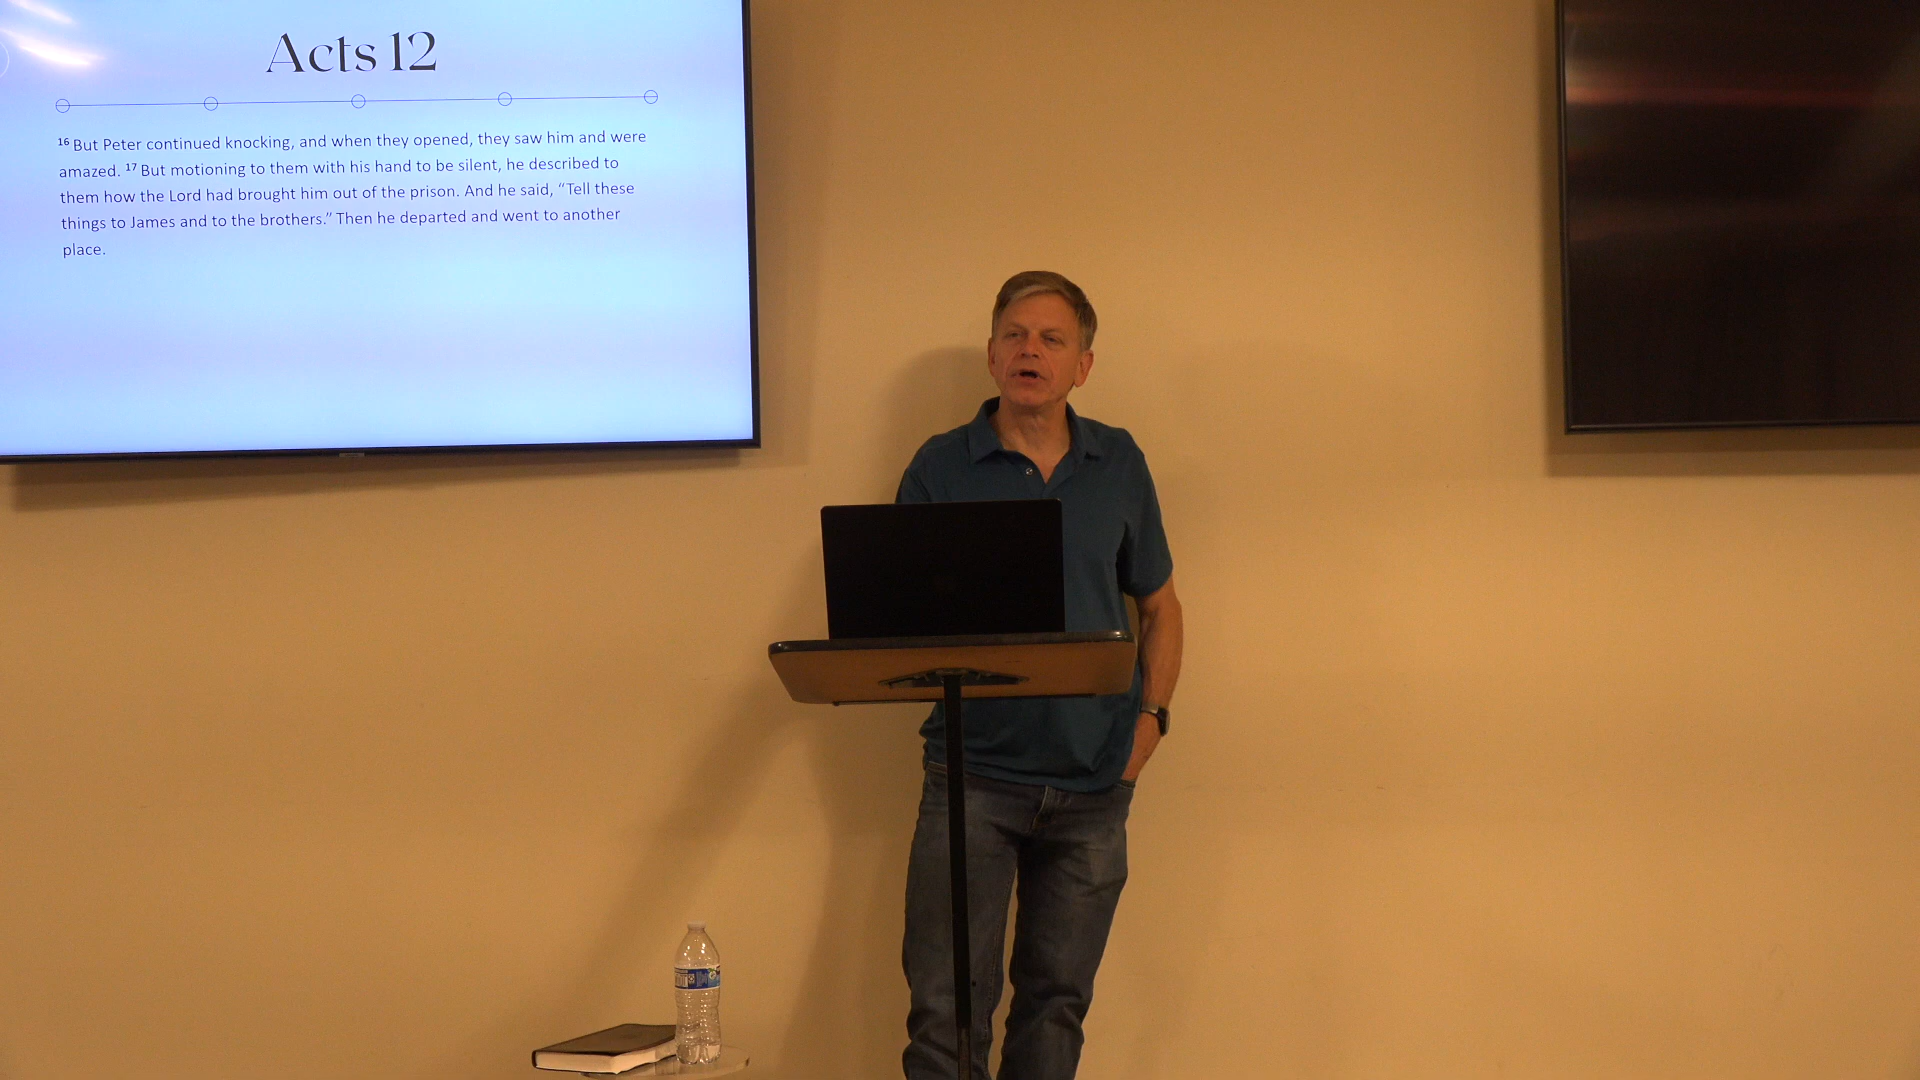 Acts 12
16 But Peter continued knocking, and when they opened, they saw him and were
amazed. 17 But motioning to them with his hand to be silent, he described to
them how the Lord had brought him out of the prison. And he said, “Tell these
things to James and to the brothers.” Then he departed and went to another
place.